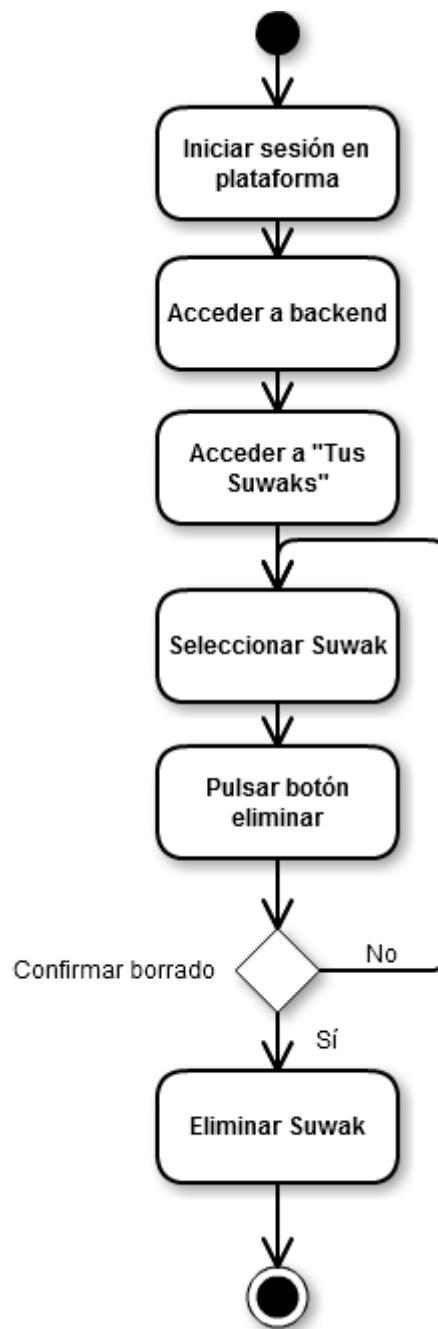 Iniciar sesión en
plataforma
Acceder a backend
Acceder a "Tus
Suwaks"
Seleccionar Suwak
Pulsar botón
eliminar
Confirmar borrado
No
Sí
Eliminar Suwak